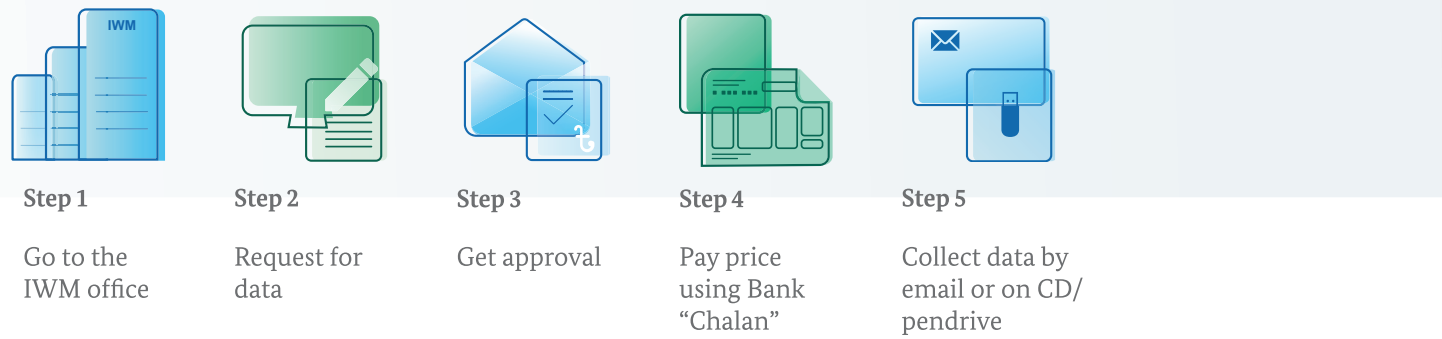 IWM
Step 1
Go to the
IWM office
Step 2
Request for
data
৳
Step 3
Get approval
Step 4
Pay price
using Bank
“Chalan”
Step 5
Collect data by
email or on CD/
pendrive